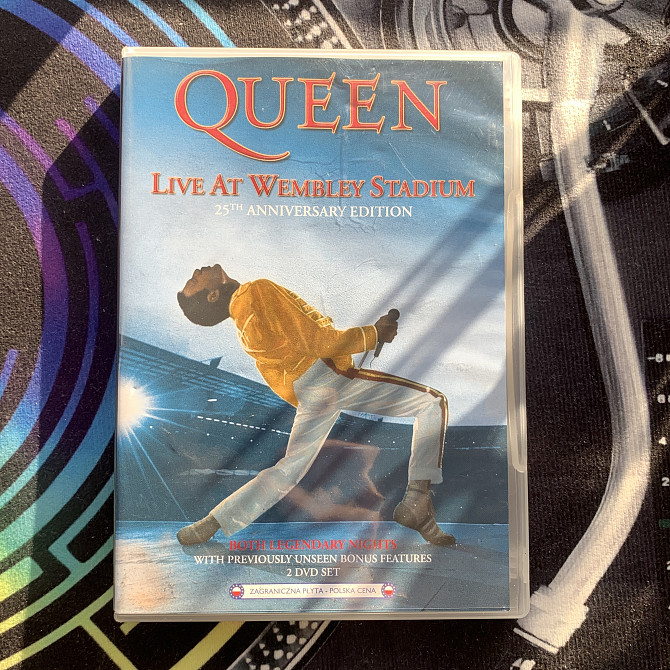 QUEEN
LIVE AT WEMBLEY STADIUM
25TH ANNIVERSARY EDITION
BOTH LEGENDARY NIGHTS
WITH PREVIOUSLY UNSEEN BONUS FEATURES
2 DVD SET
ZAGRANICZNA PŁYTA - POLSKA CENA